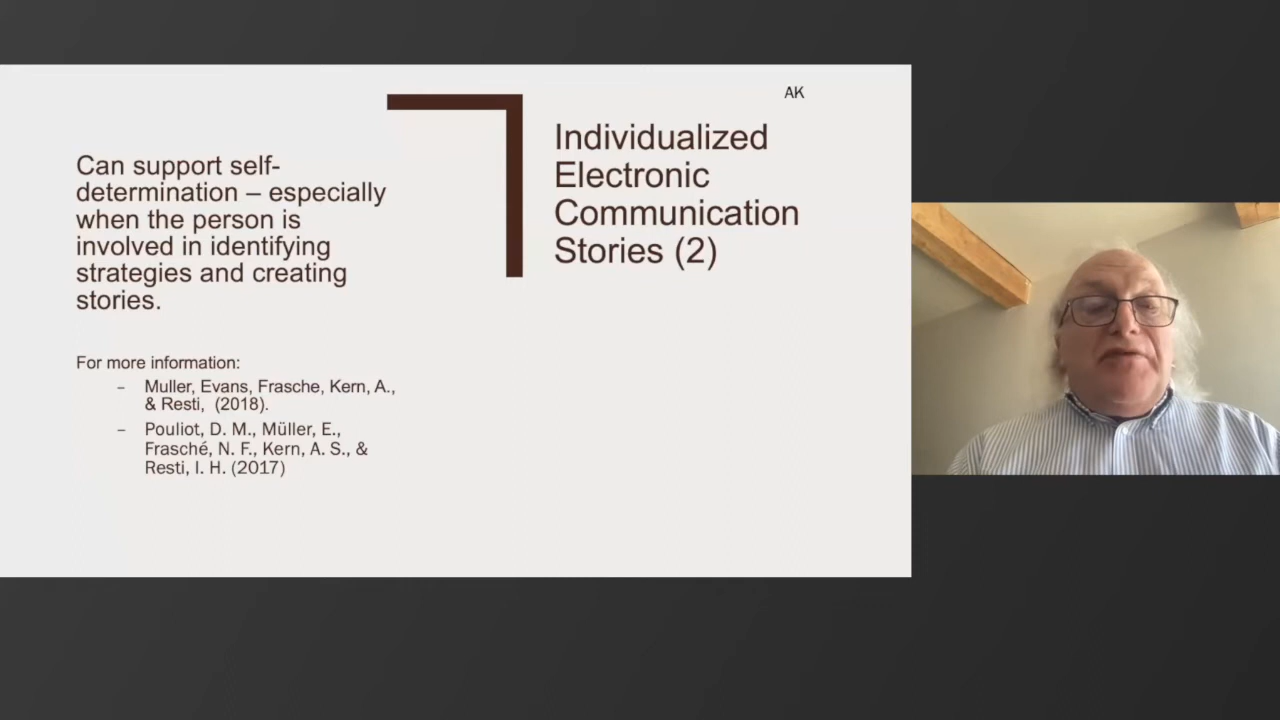 AK
Individualized
Electronic
Communication
Stories (2)
Can support self-
determination – especially
when the person is
involved in identifying
strategies and creating
stories.
For more information:
– Muller, Evans, Frasche, Kern, A.,
& Resti, (2018).
– Pouliot, D. M., Müller, E.,
Frasché, N. F., Kern, A. S., &
Resti, I. H. (2017)